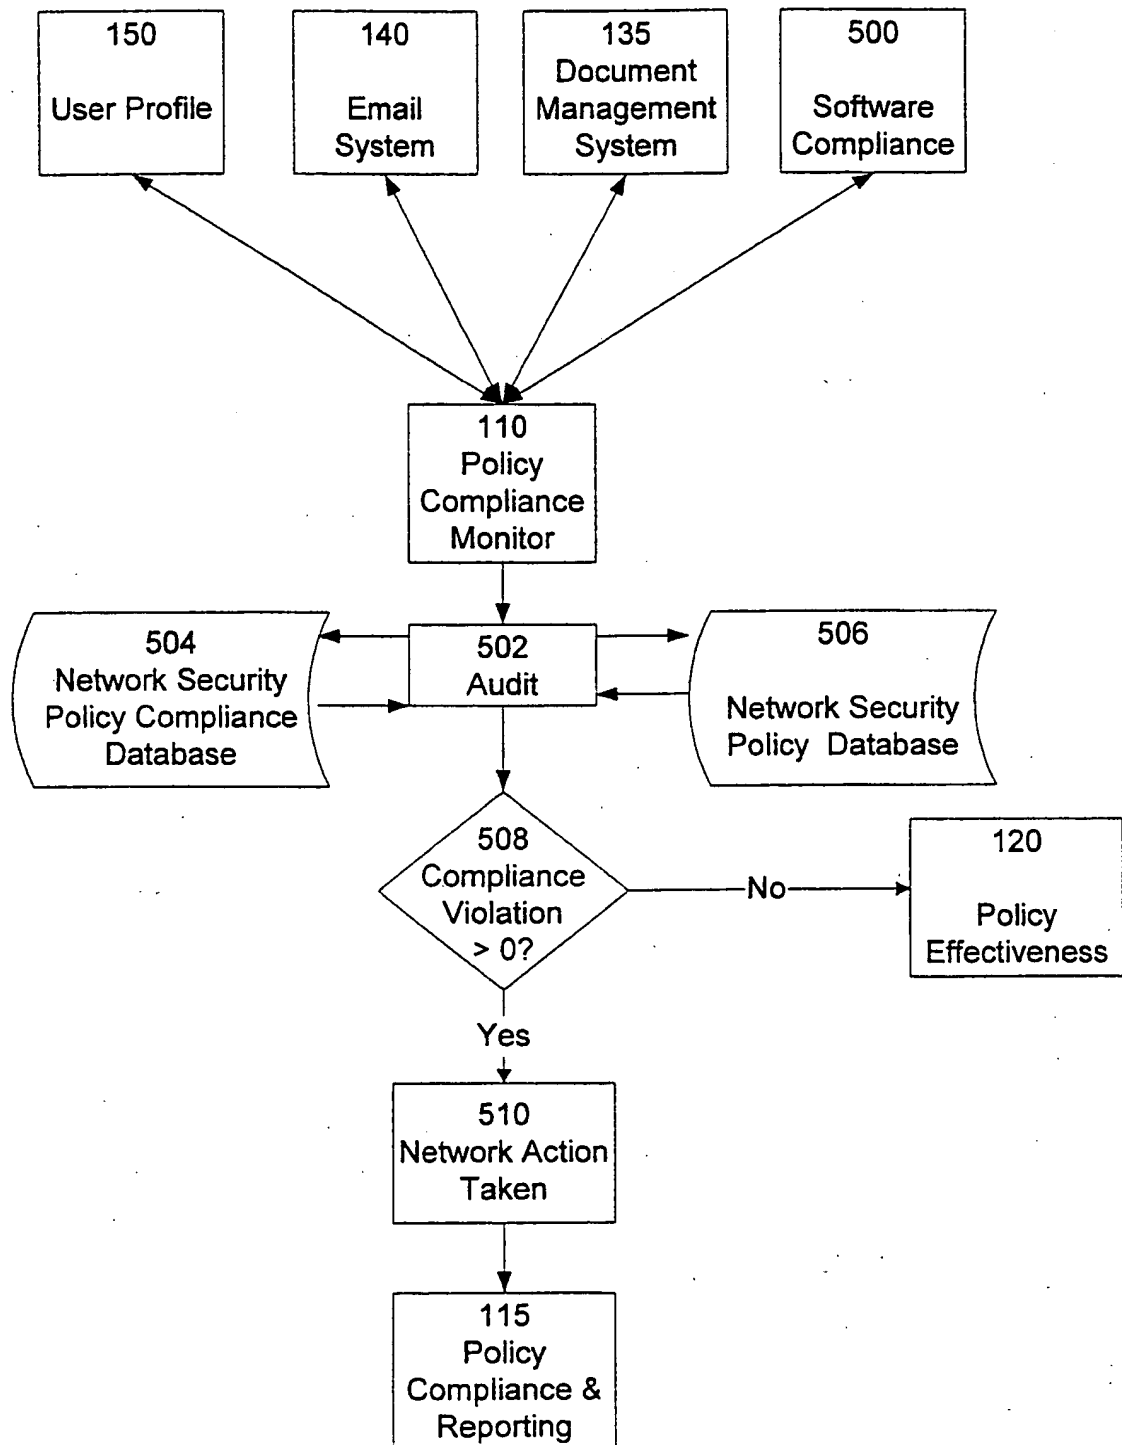 150
User Profile
140
Email
System
135
Document
Management
System
500
Software
Compliance
110
Policy
Compliance
Monitor
504
Network Security
Policy Compliance
Database
502
Audit
506
Network Security
Policy Database
508
Compliance
Violation
> 0?
No
120
Policy
Effectiveness
Yes
510
Network Action
Taken
115
Policy
Compliance &
Reporting